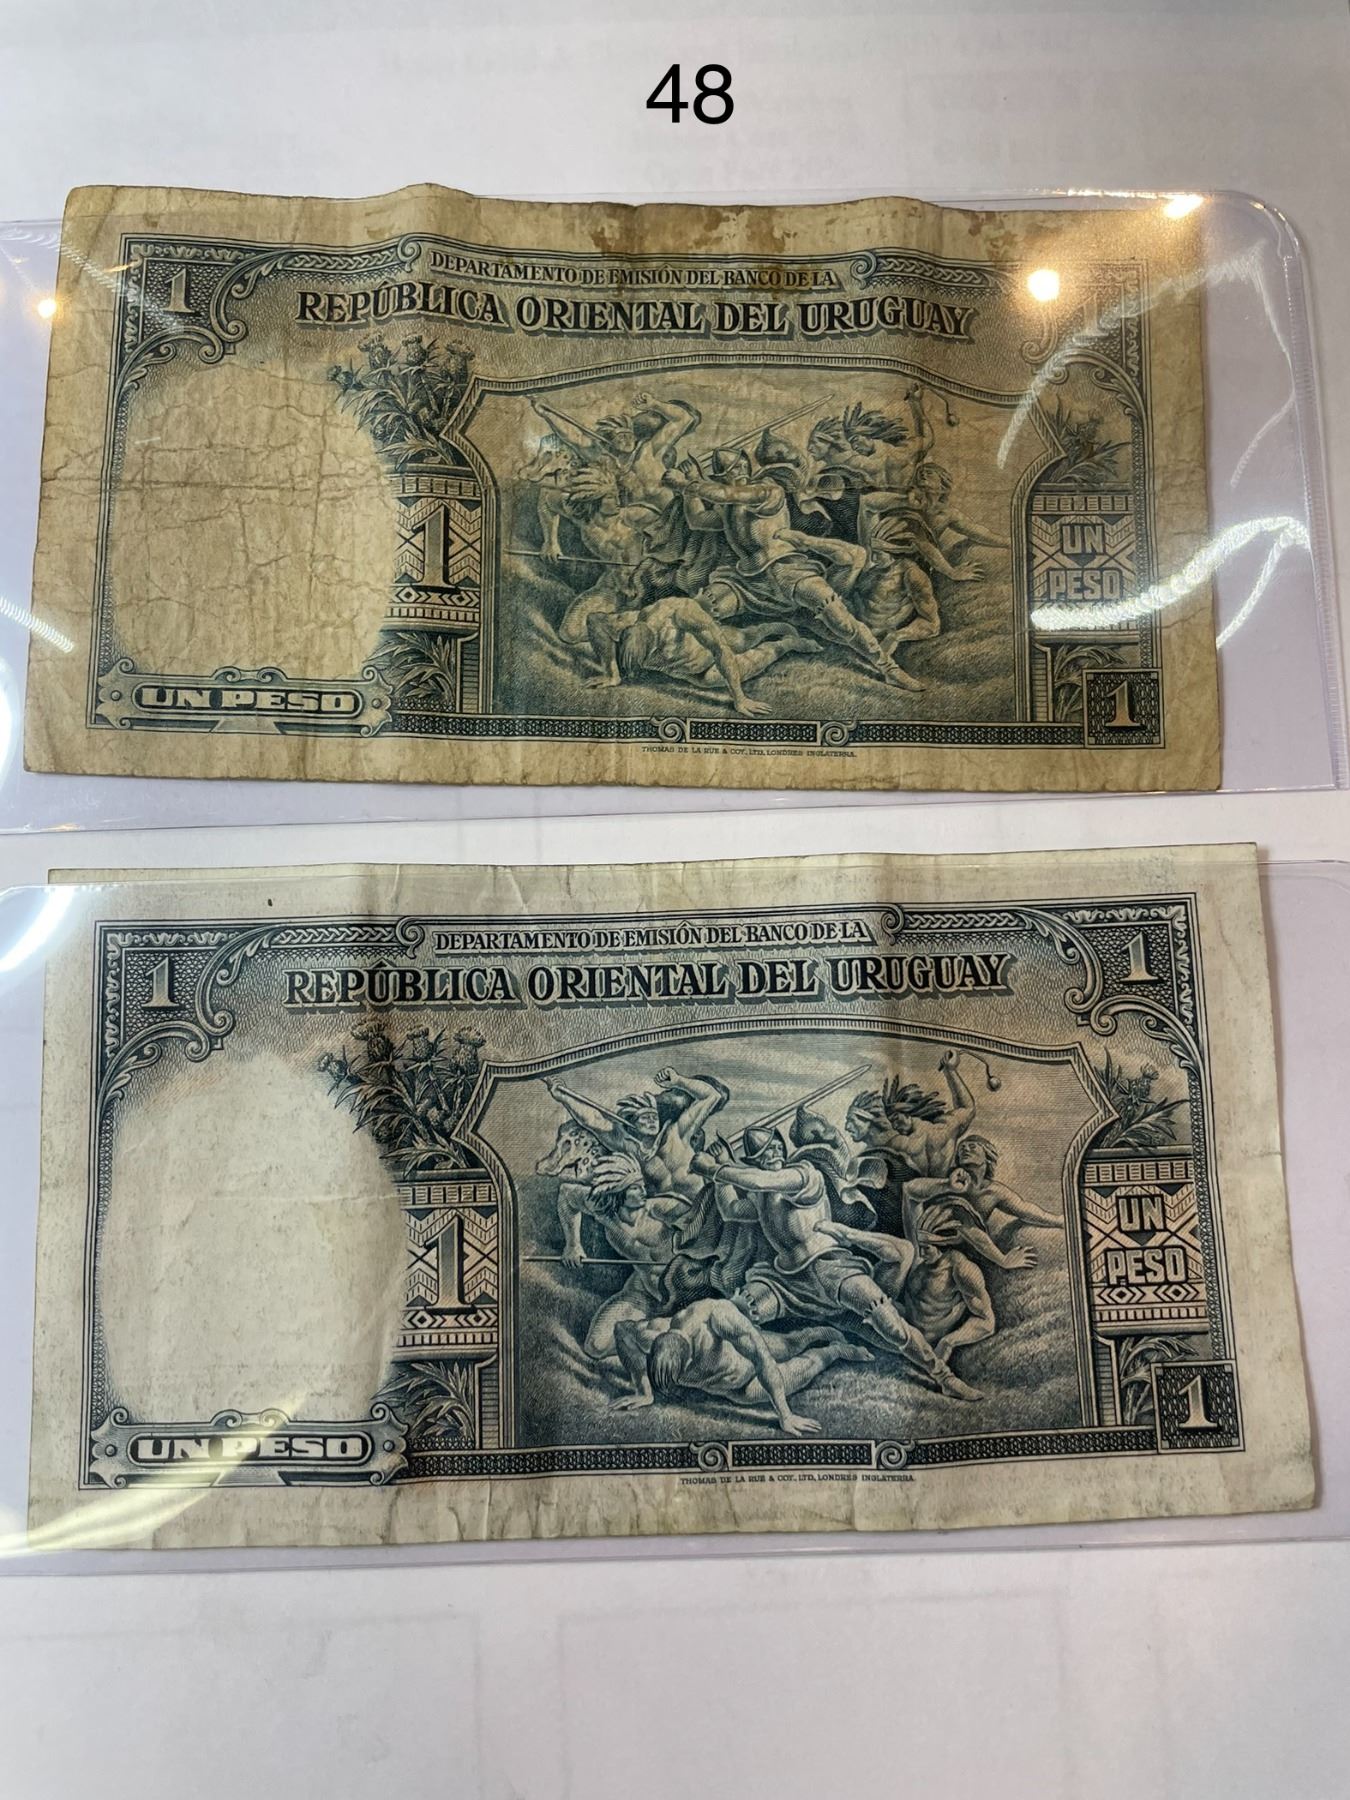 48
1
DEPARTAMENTO DE EMISIÓN DEL BANCO DE LA
REPÚBLICA ORIENTAL DEL URUGUAY
1
1
UN
PESO
UN PESO
1
THOMAS DE LA RUE & COY., LTD, LONDRES INGLATERRA.
1
DEPARTAMENTO DE EMISIÓN DEL BANCO DE LA
1
REPÚBLICA ORIENTAL DEL URUGUAY
1
UN
PESO
UN PESO
1
THOMAS DE LA RUE & COY., LTD, LONDRES INGLATERRA.